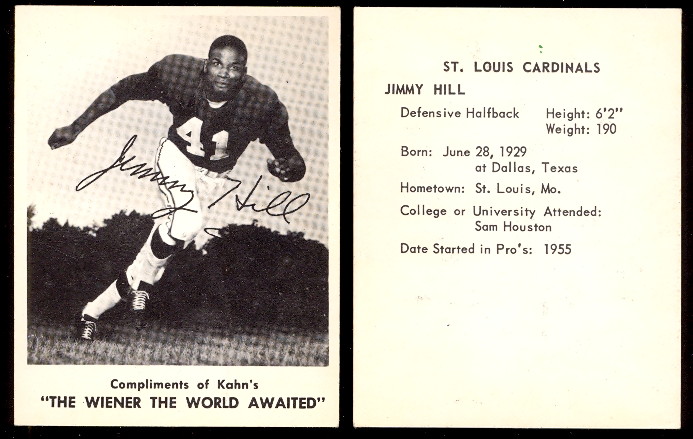 41
Jimmy Hill
Compliments of Kahn's
"THE WIENER THE WORLD AWAITED"
ST. LOUIS CARDINALS
JIMMY HILL
Defensive Halfback Height: 6'2"
Weight: 190
Born: June 28, 1929
at Dallas, Texas
Hometown: St. Louis, Mo.
College or University Attended:
Sam Houston
Date Started in Pro's: 1955